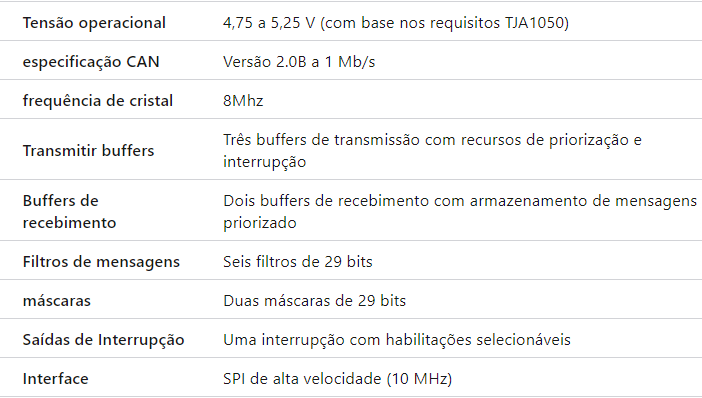 Tensão operacional 4,75 a 5,25 V (com base nos requisitos TJA1050)
especificação CAN Versão 2.0B a 1 Mb/s
frequência de cristal 8Mhz
Transmitir buffers Três buffers de transmissão com recursos de priorização e
interrupção
Buffers de Dois buffers de recebimento com armazenamento de mensagens
recebimento priorizado
Filtros de mensagens Seis filtros de 29 bits
máscaras Duas máscaras de 29 bits
Saídas de Interrupção Uma interrupção com habilitações selecionáveis
Interface SPI de alta velocidade (10 MHz)